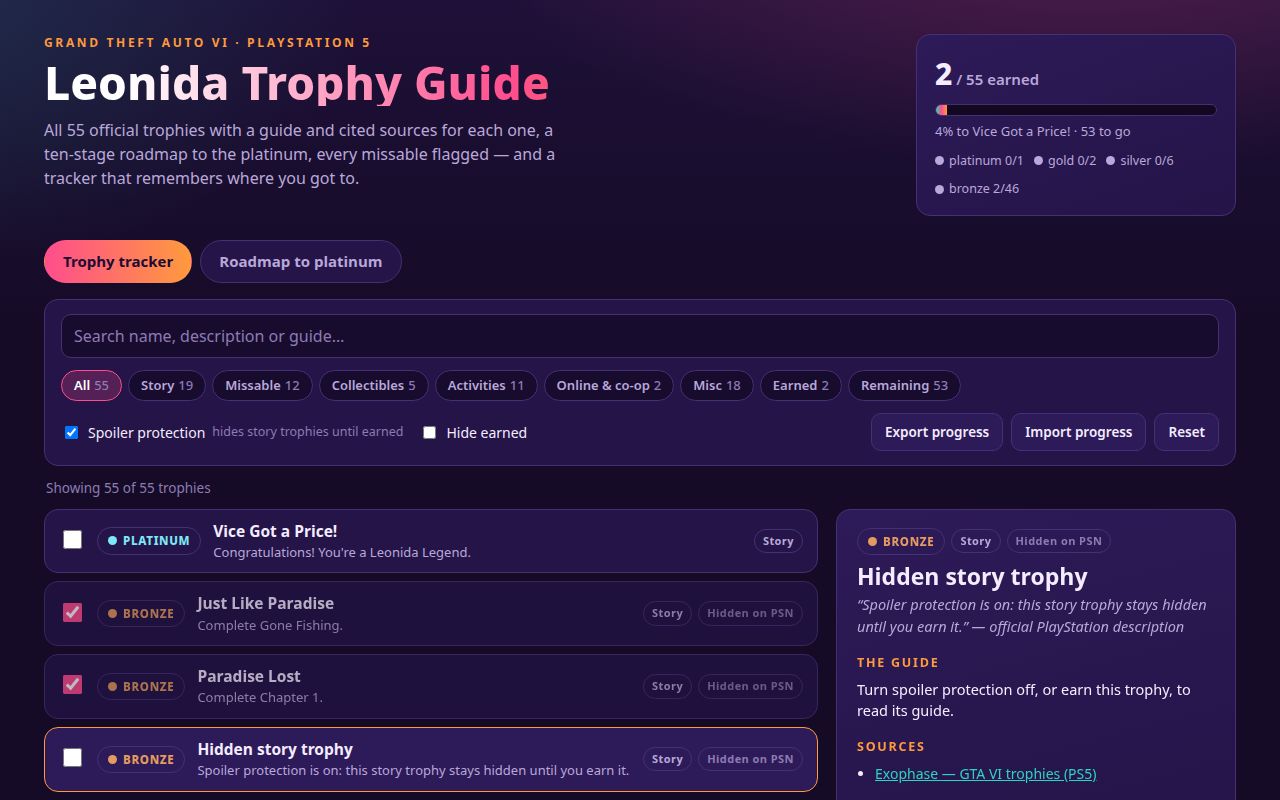 GRAND THEFT AUTO VI · PLAYSTATION 5
Leonida Trophy Guide
All 55 official trophies with a guide and cited sources for each one, a
ten-stage roadmap to the platinum, every missable flagged — and a
tracker that remembers where you got to.
2 / 55 earned
4% to Vice Got a Price! · 53 to go
platinum 0/1 gold 0/2 silver 0/6
bronze 2/46
Trophy tracker
Roadmap to platinum
Search name, description or guide…
All 55 Story 19 Missable 12 Collectibles 5 Activities 11 Online & co-op 2 Misc 18 Earned 2 Remaining 53
Spoiler protection hides story trophies until earned Hide earned
Export progress Import progress Reset
Showing 55 of 55 trophies
PLATINUM
Vice Got a Price!
Congratulations! You're a Leonida Legend.
Story
BRONZE
Just Like Paradise
Complete Gone Fishing.
Story Hidden on PSN
BRONZE
Paradise Lost
Complete Chapter 1.
Story Hidden on PSN
BRONZE
Hidden story trophy
Spoiler protection is on: this story trophy stays hidden until you earn it.
Story Hidden on PSN
BRONZE Story Hidden on PSN
Hidden story trophy
“Spoiler protection is on: this story trophy stays hidden
until you earn it.” — official PlayStation description
THE GUIDE
Turn spoiler protection off, or earn this trophy, to
read its guide.
SOURCES
Exophase — GTA VI trophies (PS5)